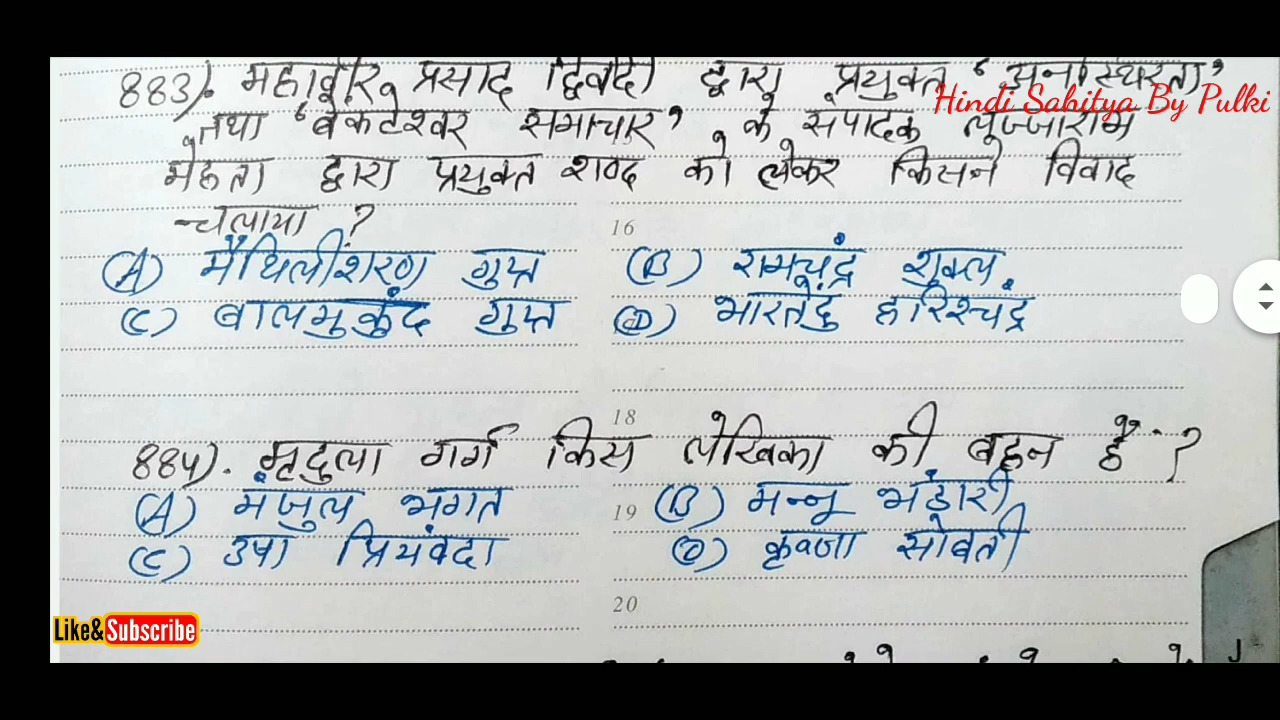 883). महावीर प्रसाद द्विवेदी द्वारा प्रयुक्त 'अनस्थिरता'
Hindi Sahitya By Pulki
तथा 'वेंकटेश्वर समाचार' के संपादक लज्जाराम
मेहता द्वारा प्रयुक्त शब्द को लेकर किसने विवाद
चलाया ?
16
(A) मैथिलीशरण गुप्त (B) रामचंद्र शुक्ल
(C) बालमुकुंद गुप्त (D) भारतेंदु हरिश्चंद्र
18
884). मृदुला गर्ग किस लेखिका की बहन हैं ?
(A) मंजुल भगत (B) मन्नू भंडारी
19
(C) उषा प्रियंवदा (D) कृष्णा सोबती
20
Like& Subscribe